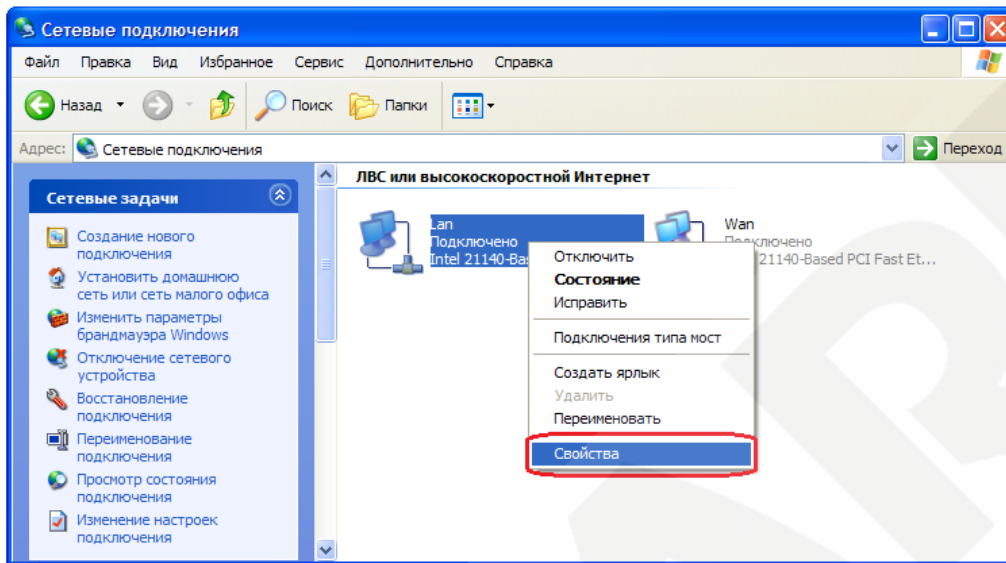 Сетевые подключения
Файл Правка Вид Избранное Сервис Дополнительно Справка
Назад Поиск Папки
Адрес: Сетевые подключения Переход
ЛВС или высокоскоростной Интернет
Сетевые задачи
Создание нового
подключения
Установить домашнюю
сеть или сеть малого офиса
Изменить параметры
брандмауэра Windows
Отключение сетевого
устройства
Восстановление
подключения
Переименование
подключения
Просмотр состояния
подключения
Изменение настроек
подключения
Lan
Подключено
Intel 21140-Bas
Wan
Подключено
21140-Based PCI Fast Et...
Отключить
Состояние
Исправить
Подключения типа мост
Создать ярлык
Удалить
Переименовать
Свойства